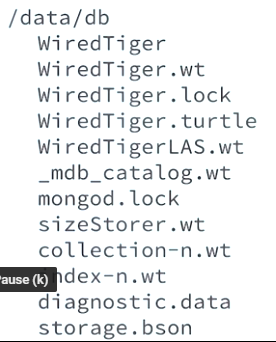 /data/db
WiredTiger
WiredTiger.wt
WiredTiger.lock
WiredTiger.turtle
WiredTigerLAS.wt
_mdb_catalog.wt
mongod.lock
sizeStorer.wt
collection-n.wt
ause (k) ndex-n.wt
diagnostic.data
storage.bson